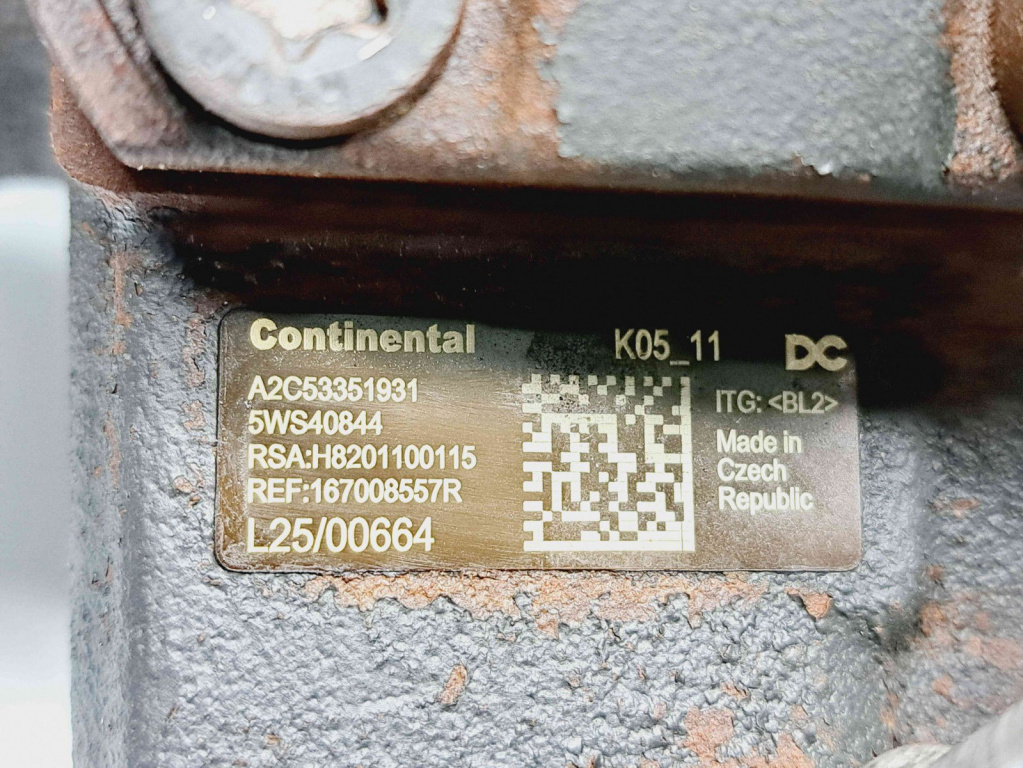 Continental
K05_11
DC
A2C53351931
5WS40844
RSA:H8201100115
REF:167008557R
L25/00664
ITG: <BL2>
Made in
Czech
Republic